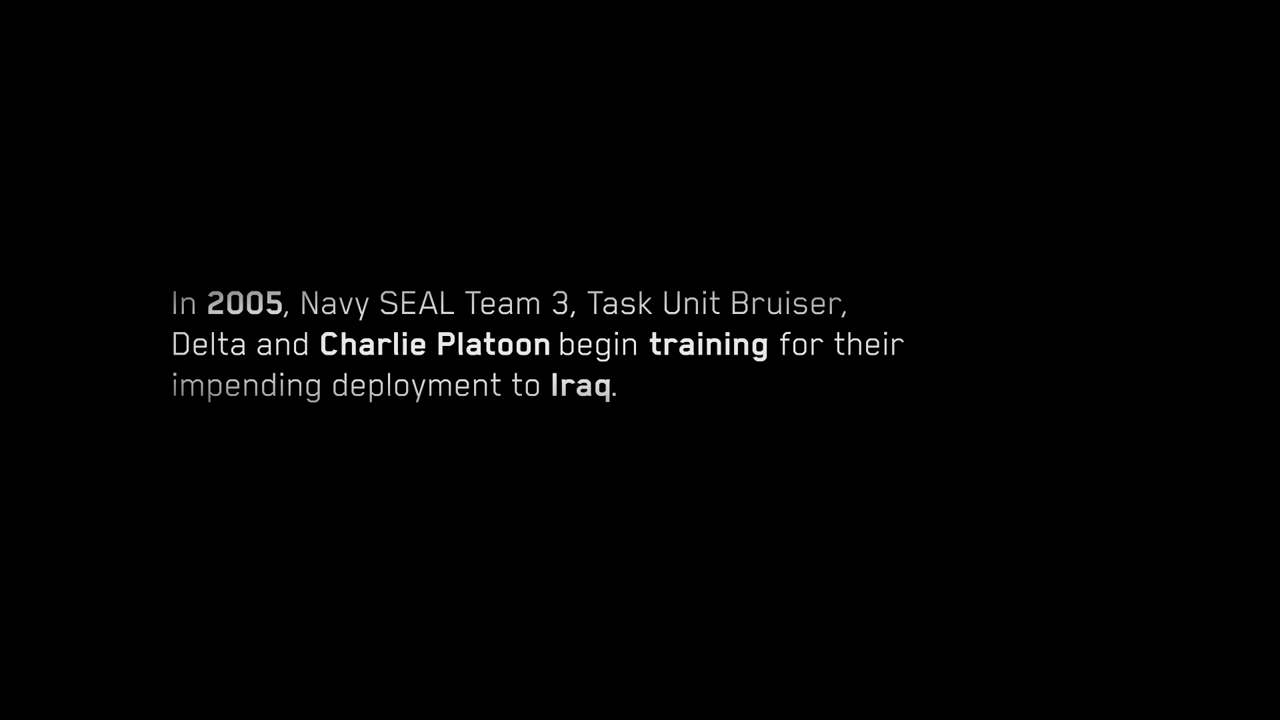 In 2005, Navy SEAL Team 3, Task Unit Bruiser,
Delta and Charlie Platoon begin training for their
impending deployment to Iraq.